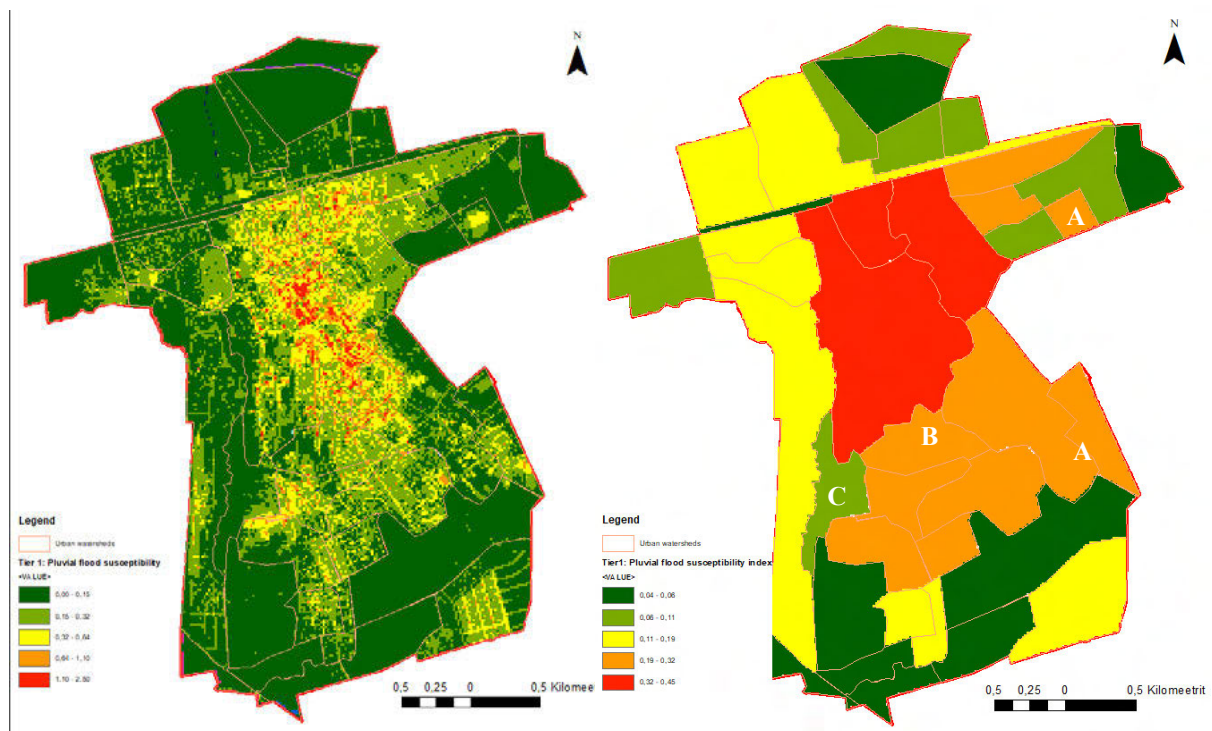 N
Legend
Urban watersheds
Tier 1: Pluvial flood susceptibility
<VALUE>
0,00 - 0,15
0,15 - 0,32
0,32 - 0,64
0,64 - 1,10
1,10 - 2,50
0,5 0,25 0 0,5 Kilomeet
N
A
B
A
C
Legend
Urban watersheds
Tier1: Pluvial flood susceptibility index
<VALUE>
0,04 - 0,06
0,06 - 0,11
0,11 - 0,19
0,19 - 0,32
0,32 - 0,45
0,5 0,25 0 0,5 Kilomeetrit